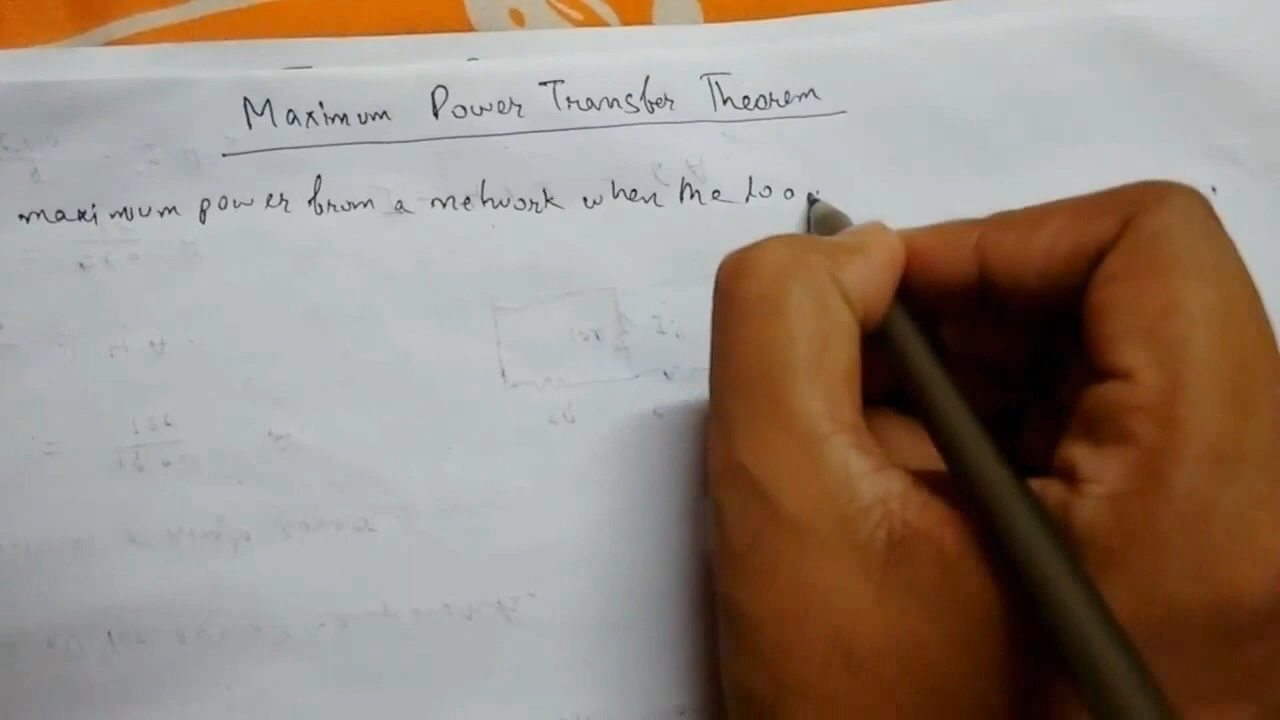 Maximum Power Transfer Theorem
maximum power from a network when the loa